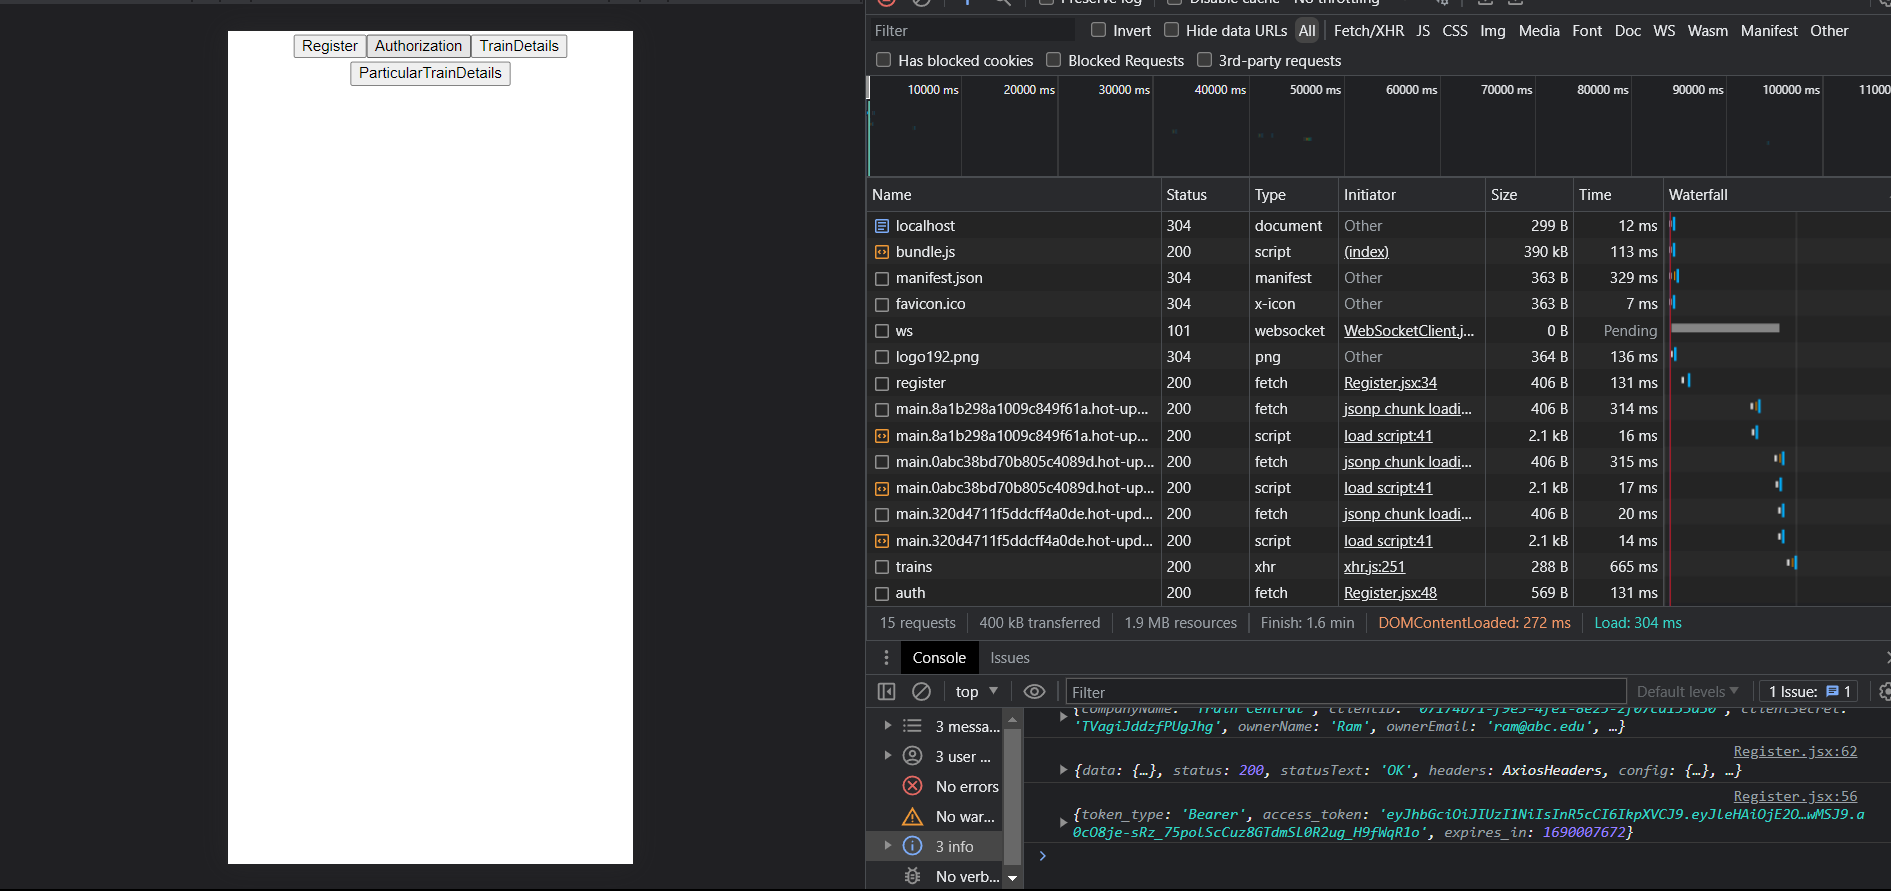 Register Authorization TrainDetails
ParticularTrainDetails
Preserve log Disable cache No throttling
Filter Invert Hide data URLs All Fetch/XHR JS CSS Img Media Font Doc WS Wasm Manifest Other
Has blocked cookies Blocked Requests 3rd-party requests
10000 ms 20000 ms 30000 ms 40000 ms 50000 ms 60000 ms 70000 ms 80000 ms 90000 ms 100000 ms 11000
Name Status Type Initiator Size Time Waterfall
localhost 304 document Other 299 B 12 ms
bundle.js 200 script (index) 390 kB 113 ms
manifest.json 304 manifest Other 363 B 329 ms
favicon.ico 304 x-icon Other 363 B 7 ms
ws 101 websocket WebSocketClient.j... 0 B Pending
logo192.png 304 png Other 364 B 136 ms
register 200 fetch Register.jsx:34 406 B 131 ms
main.8a1b298a1009c849f61a.hot-up... 200 fetch jsonp chunk loadi... 406 B 314 ms
main.8a1b298a1009c849f61a.hot-up... 200 script load script:41 2.1 kB 16 ms
main.0abc38bd70b805c4089d.hot-up... 200 fetch jsonp chunk loadi... 406 B 315 ms
main.0abc38bd70b805c4089d.hot-up... 200 script load script:41 2.1 kB 17 ms
main.320d4711f5ddcff4a0de.hot-upd... 200 fetch jsonp chunk loadi... 406 B 20 ms
main.320d4711f5ddcff4a0de.hot-upd... 200 script load script:41 2.1 kB 14 ms
trains 200 xhr xhr.js:251 288 B 665 ms
auth 200 fetch Register.jsx:48 569 B 131 ms
15 requests 400 kB transferred 1.9 MB resources Finish: 1.6 min DOMContentLoaded: 272 ms Load: 304 ms
Console Issues
top Filter Default levels 1 Issue: 1
3 messa...
3 user ...
No errors
No war...
3 info
No verb...
{companyName: 'Train Central', clientID: clientSecret:
'TVagiJddzfPUgJhg', ownerName: 'Ram', ownerEmail: 'ram@abc.edu', …}
Register.jsx:62
{data: {…}, status: 200, statusText: 'OK', headers: AxiosHeaders, config: {…}, …}
Register.jsx:56
{token_type: 'Bearer', access_token: 'eyJhbGciOiJIUzI1NiIsInR5cCI6IkpXVCJ9.eyJleHAiOjE2O…wMSJ9.a
0cO8je-sRz_75polScCuz8GTdmSL0R2ug_H9fWqR1o', expires_in: 1690007672}